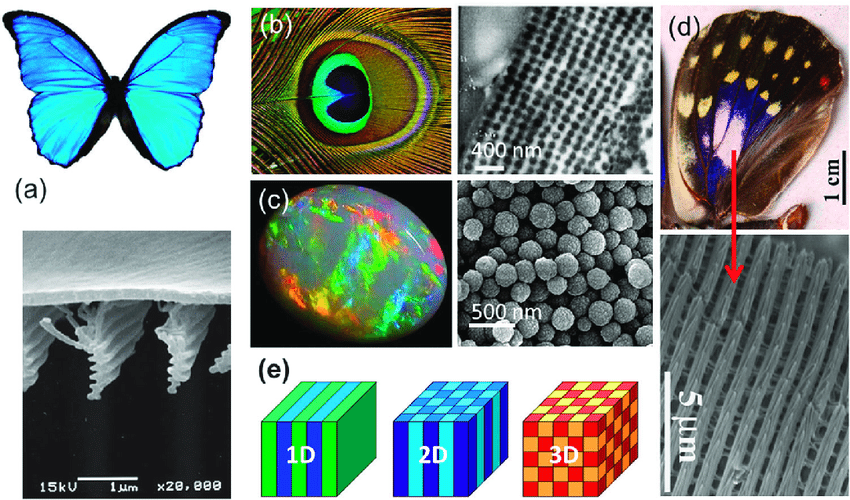 (a)
15kV 1μm x20,000
(b)
400 nm
(c)
500 nm
(d)
1 cm
5 μm
(e)
1D
2D
3D